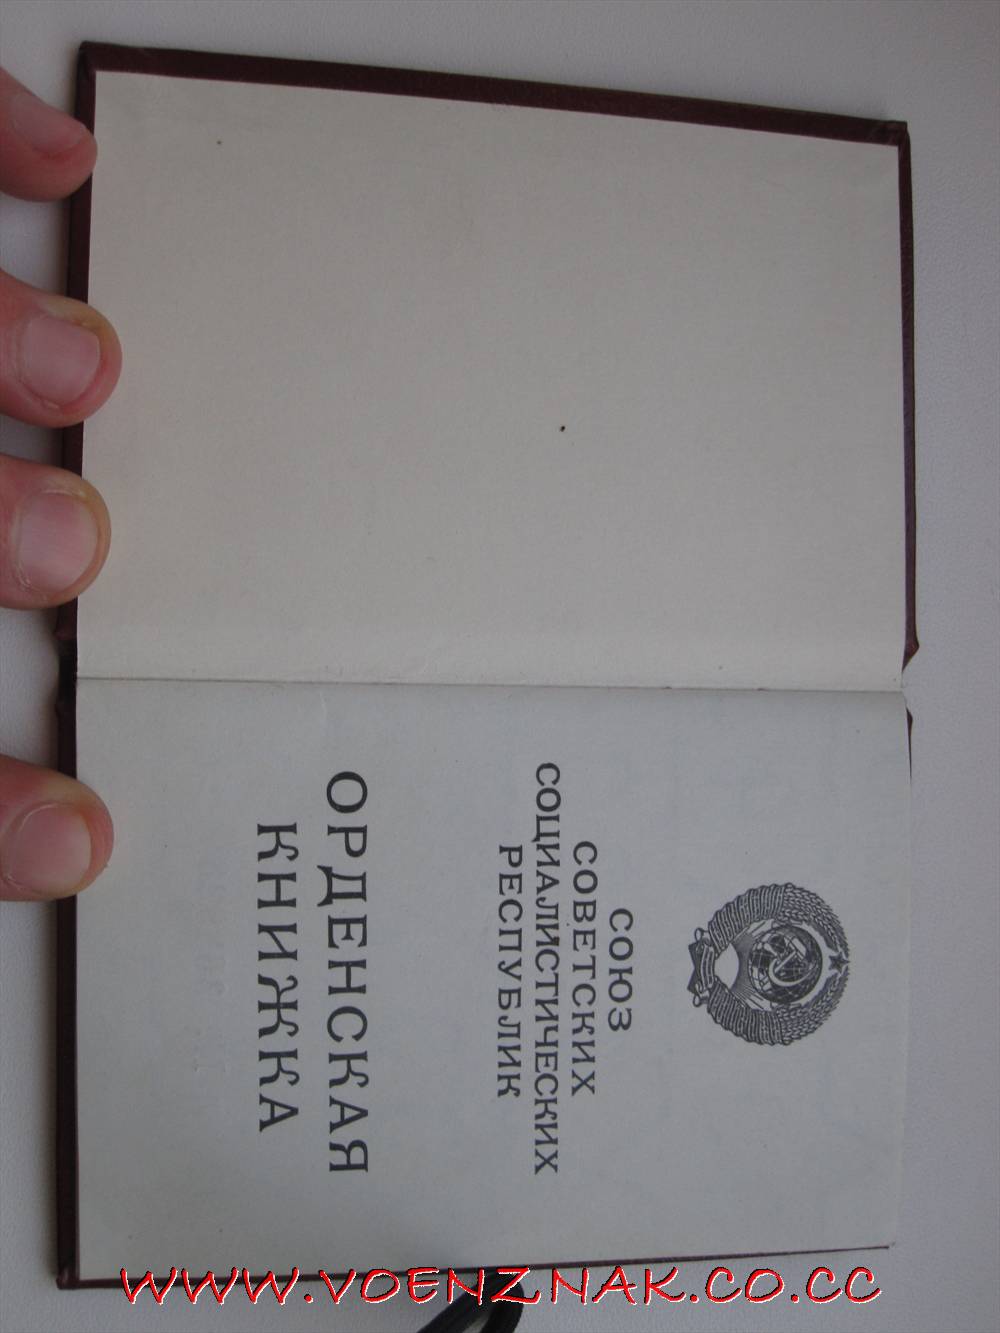 СОЮЗ
СОВЕТСКИХ
СОЦИАЛИСТИЧЕСКИХ
РЕСПУБЛИК
ОРДЕНСКАЯ
КНИЖКА
WWW.VOENZNAK.CO.CC